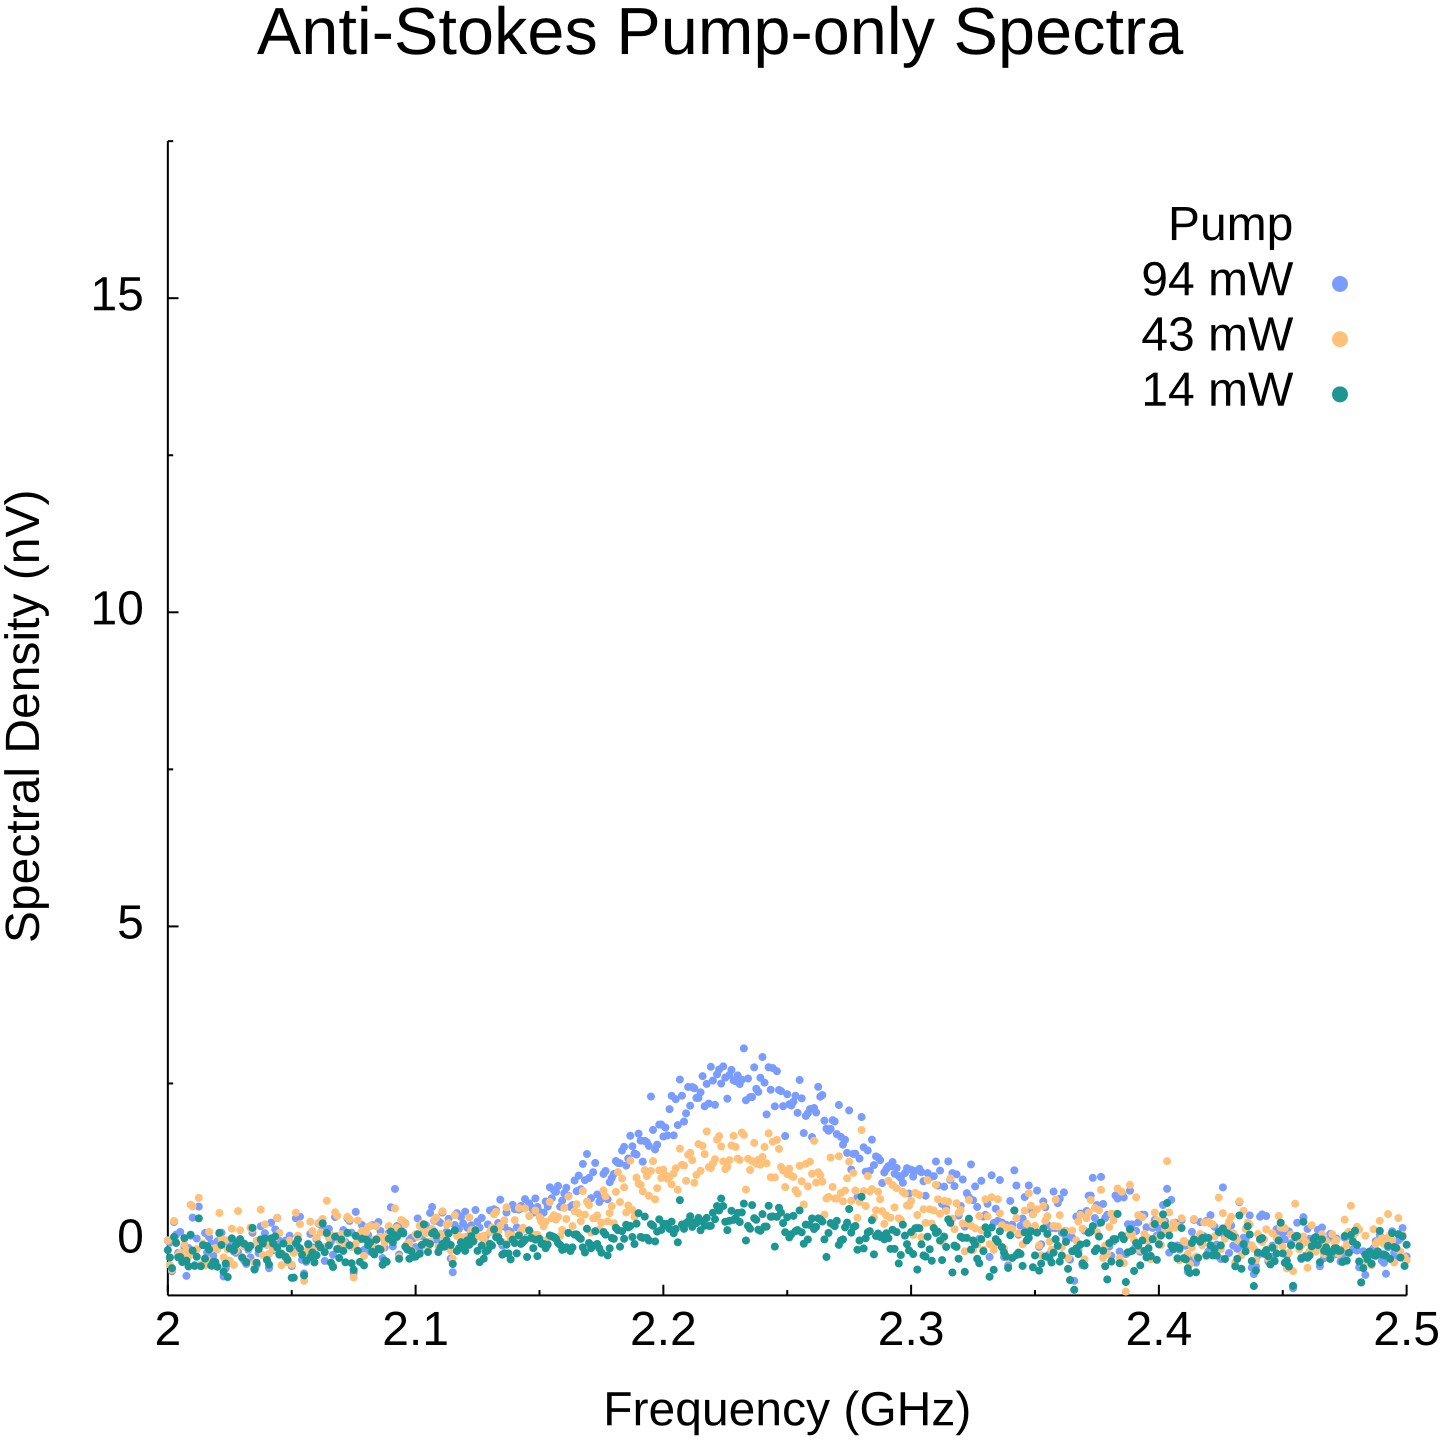 Anti-Stokes Pump-only Spectra
Pump
94 mW
43 mW
14 mW
Spectral Density (nV)
15
10
5
0
2 2.1 2.2 2.3 2.4 2.5
Frequency (GHz)